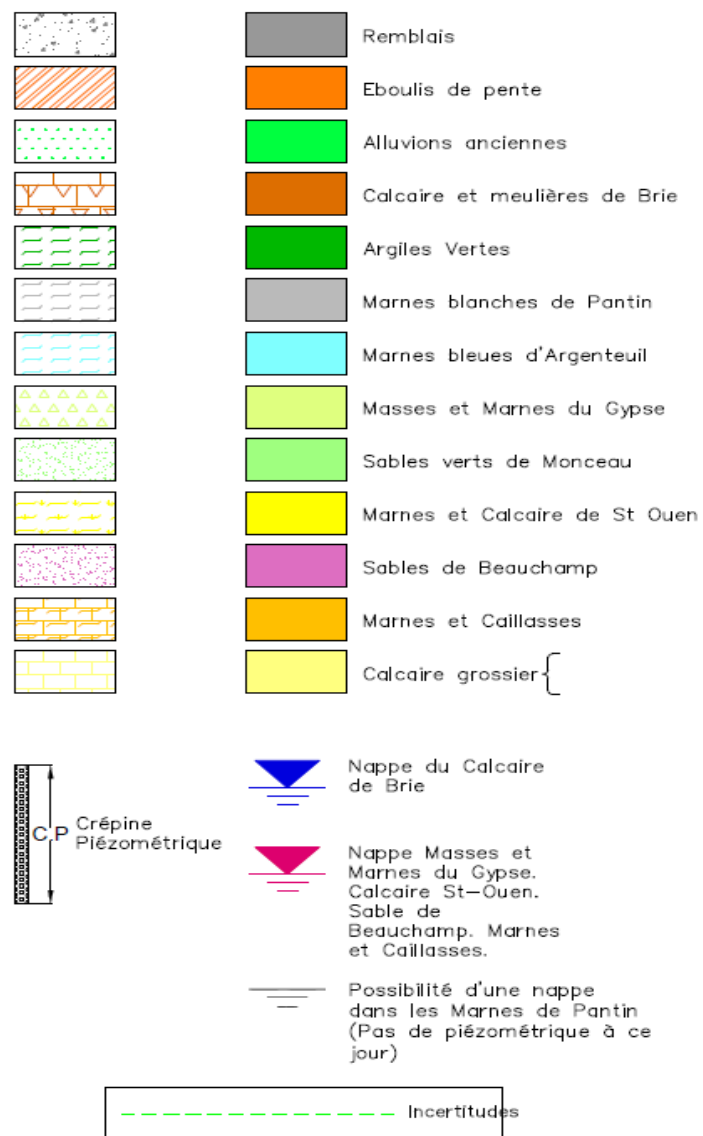 Remblais
Eboulis de pente
Alluvions anciennes
Calcaire et meulières de Brie
Argiles Vertes
Marnes blanches de Pantin
Marnes bleues d'Argenteuil
Masses et Marnes du Gypse
Sables verts de Monceau
Marnes et Calcaire de St Ouen
Sables de Beauchamp
Marnes et Caillasses
Calcaire grossier
C.P
Crépine
Piézométrique
Nappe du Calcaire
de Brie
Nappe Masses et
Marnes du Gypse.
Calcaire St-Ouen.
Sable de
Beauchamp. Marnes
et Caillasses.
Possibilité d'une nappe
dans les Marnes de Pantin
(Pas de piézométrique à ce
jour)
Incertitudes